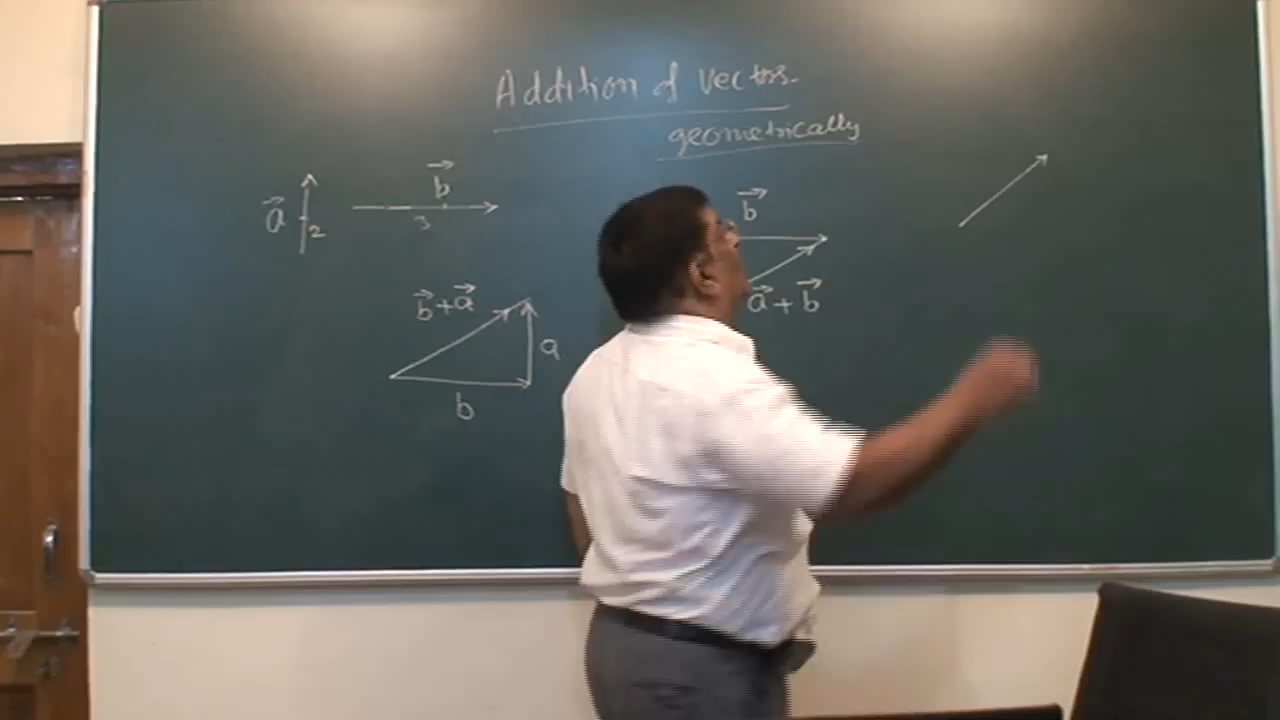 Addition of vectors.
geometrically
a 2
b
3
b
b + a
a
b
a + b